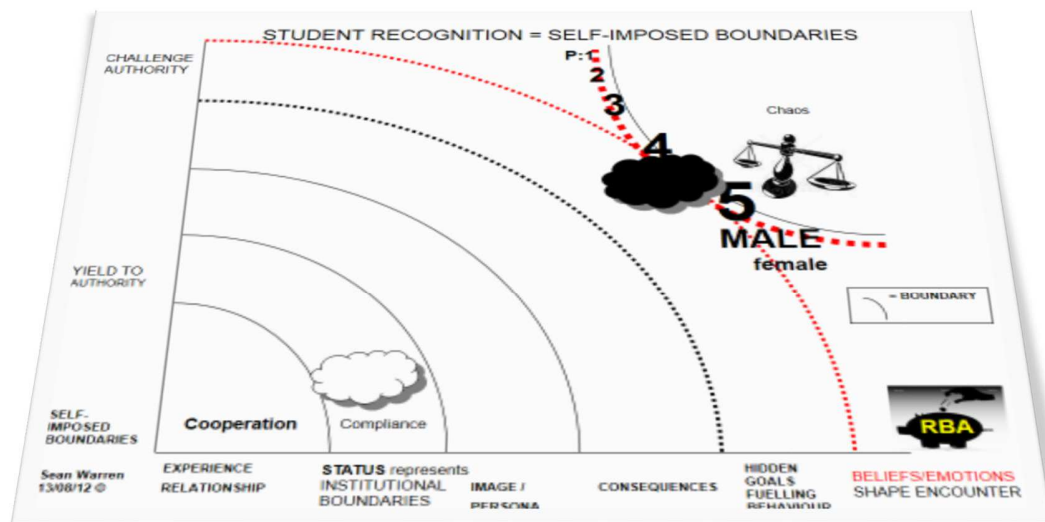 STUDENT RECOGNITION = SELF-IMPOSED BOUNDARIES
CHALLENGE
AUTHORITY
P:1
2
3
4
5
Chaos
MALE
female
YIELD TO
AUTHORITY
= BOUNDARY
SELF-
IMPOSED
BOUNDARIES
Cooperation
Compliance
RBA
Sean Warren
13/08/12 ©
EXPERIENCE
RELATIONSHIP
STATUS represents
INSTITUTIONAL
BOUNDARIES
IMAGE /
PERSONA
CONSEQUENCES
HIDDEN
GOALS
FUELLING
BEHAVIOUR
BELIEFS/EMOTIONS
SHAPE ENCOUNTER